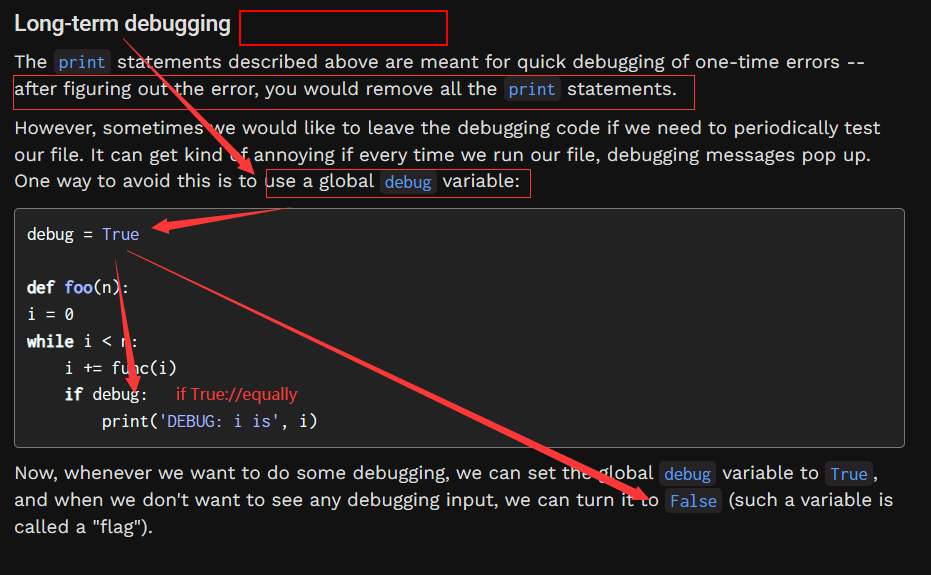 Long-term debugging
The print statements described above are meant for quick debugging of one-time errors --
after figuring out the error, you would remove all the print statements.
However, sometimes we would like to leave the debugging code if we need to periodically test
our file. It can get kind of annoying if every time we run our file, debugging messages pop up.
One way to avoid this is to use a global debug variable:
debug = True
def foo(n):
i = 0
while i < n:
    i += func(i)
    if debug: if True://equally
        print('DEBUG: i is', i)
Now, whenever we want to do some debugging, we can set the global debug variable to True,
and when we don't want to see any debugging input, we can turn it to False (such a variable is
called a "flag").